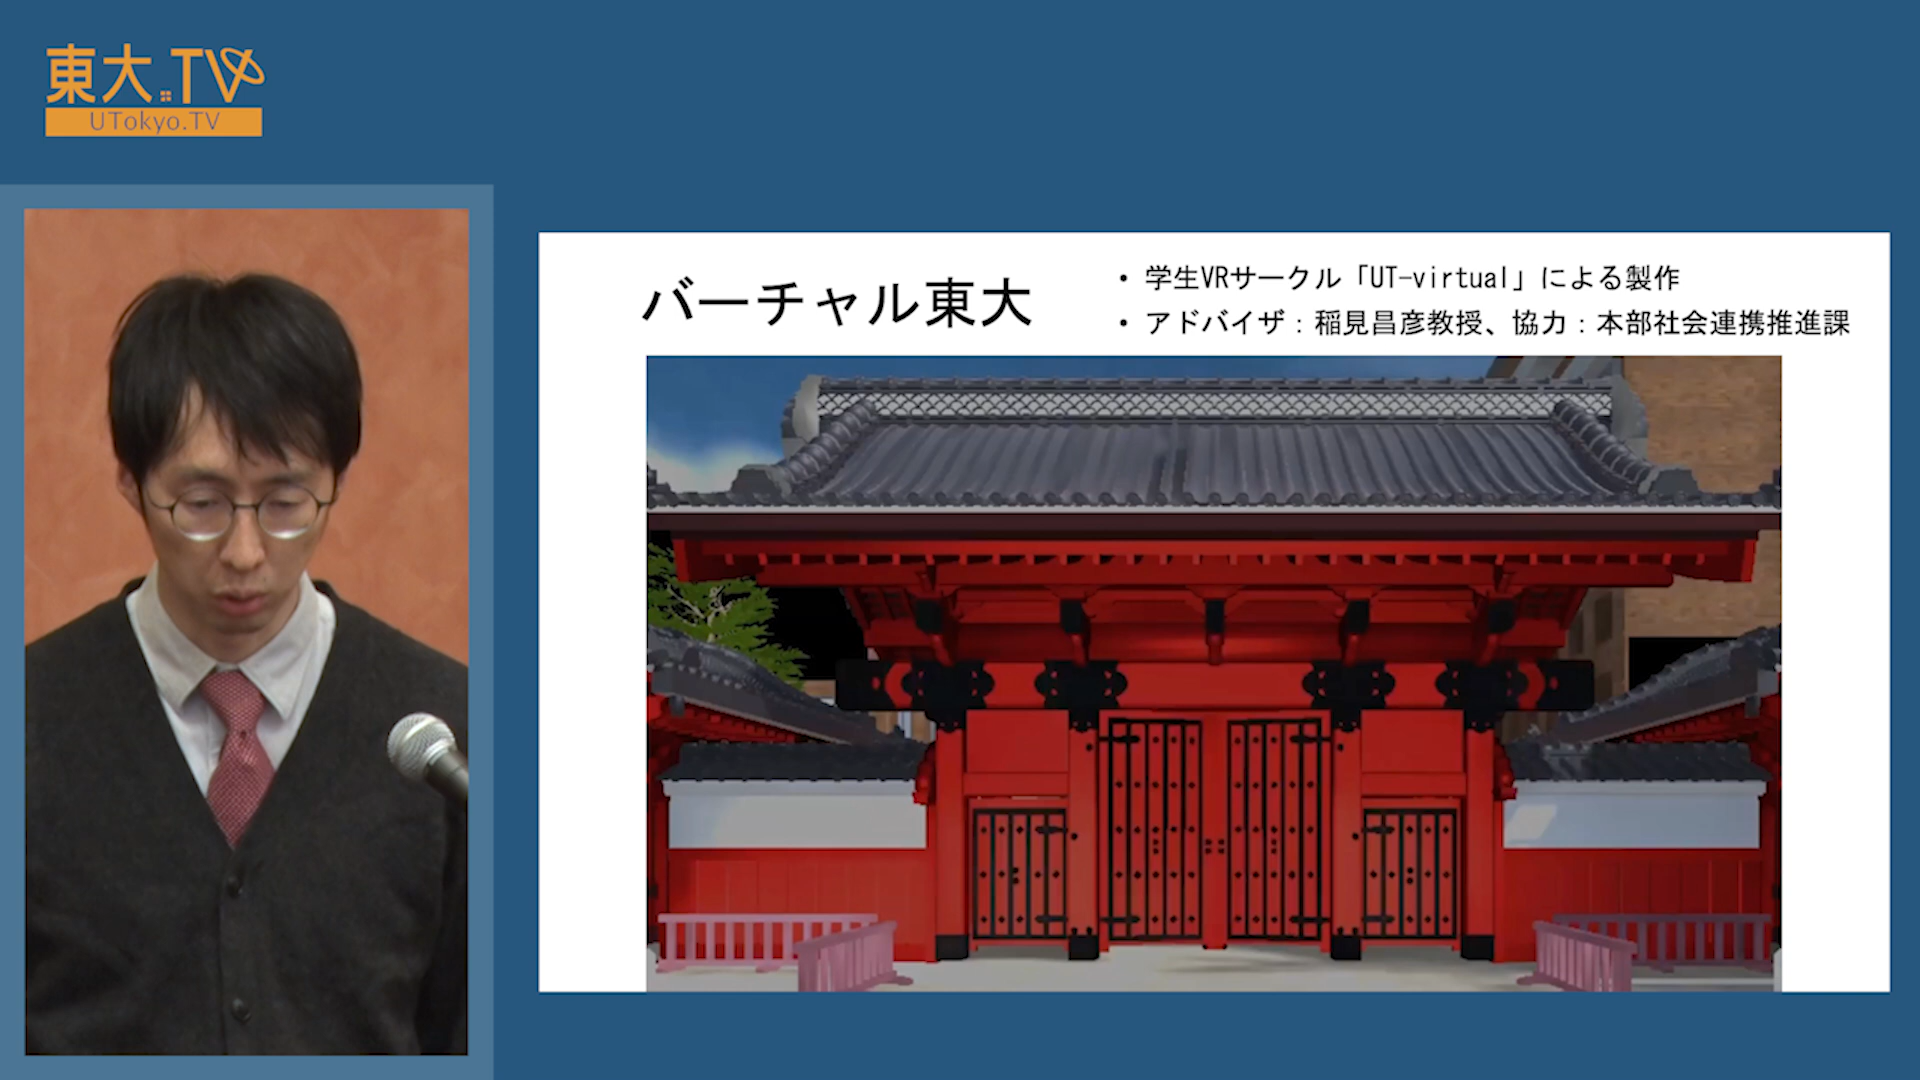 東大.TV
UTokyo.TV
バーチャル東大
• 学生VRサークル「UT-virtual」による製作
• アドバイザ：稲見昌彦教授、協力：本部社会連携推進課